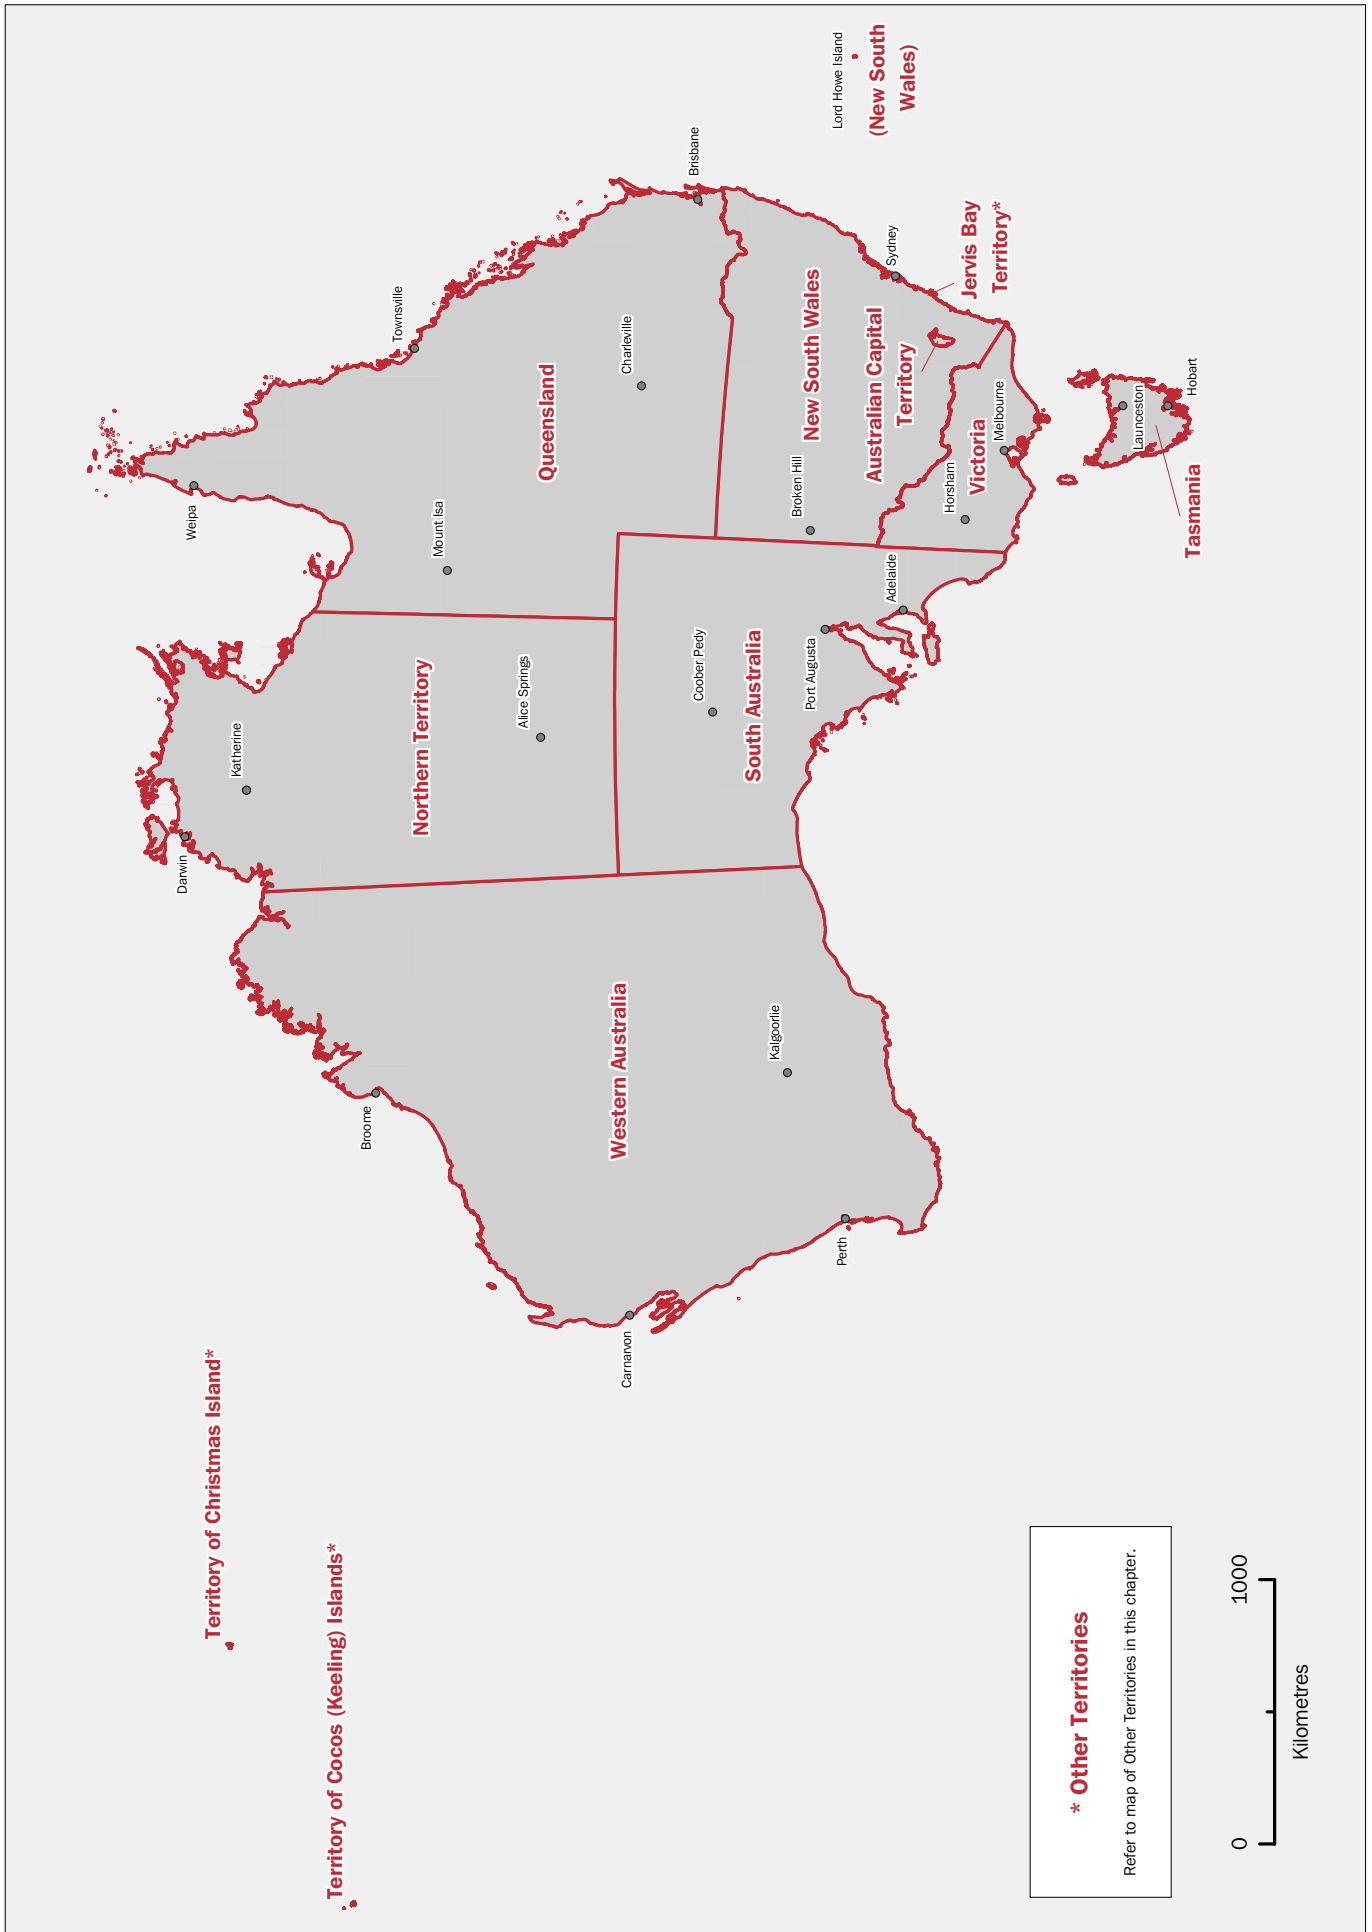 Territory of Christmas Island*
Territory of Cocos (Keeling) Islands*
Darwin
Katherine
Weipa
Townsville
Broome
Northern Territory
Mount Isa
Alice Springs
Queensland
Charleville
Carnarvon
Western Australia
Brisbane
Coober Pedy
South Australia
Kalgoorlie
Perth
Port Augusta
Broken Hill
New South Wales
Lord Howe Island
(New South
Wales)
Adelaide
Australian Capital
Territory
Sydney
Horsham
Victoria
Melbourne
Jervis Bay
Territory*
Launceston
Hobart
Tasmania
* Other Territories
Refer to map of Other Territories in this chapter.
0 1000
Kilometres